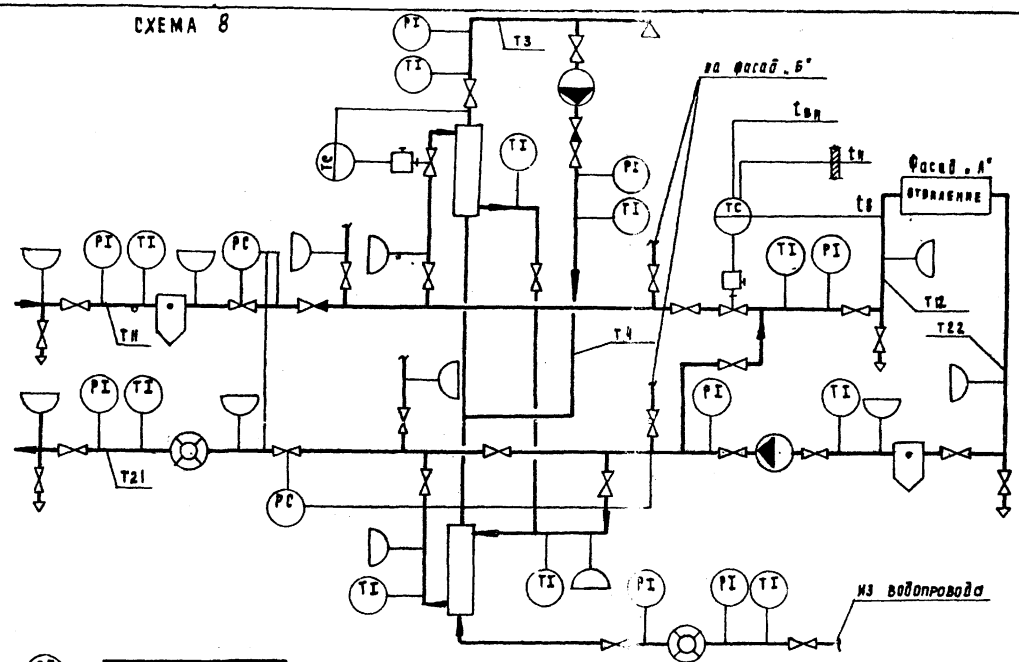 СХЕМА 8
PI
T3
TI
на фасад „Б"
tвн
TC
TI
tн
Фасад „А"
PI
TC
ОТОПЛЕНИЕ
TI
tв
PI
TI
PC
TI
PI
T11
T12
T4
T22
PI
TI
PI
TI
T21
PC
TI
TI
PI
PI
TI
ИЗ ВОДОПРОВОДА